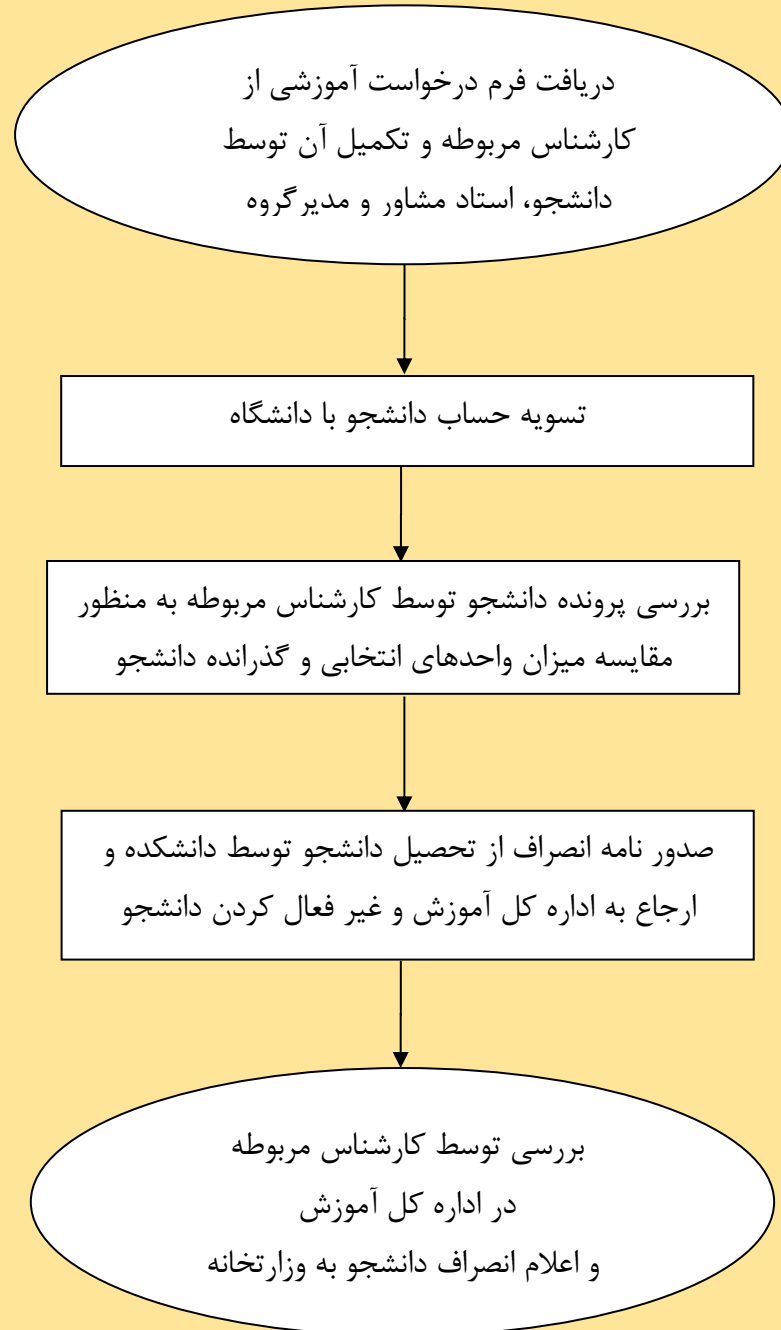 دریافت فرم درخواست آموزشی از
کارشناس مربوطه و تکمیل آن توسط
دانشجو، استاد مشاور و مدیر گروه
تسویه حساب دانشجو با دانشگاه
بررسی پرونده دانشجو توسط کارشناس مربوطه به منظور
مقایسه میزان واحدهای انتخابی و گذرانده دانشجو
صدور نامه انصراف از تحصیل دانشجو توسط دانشکده و
ارجاع به اداره کل آموزش و غیر فعال کردن دانشجو
بررسی توسط کارشناس مربوطه
در اداره کل آموزش
و اعلام انصراف دانشجو به وزارتخانه